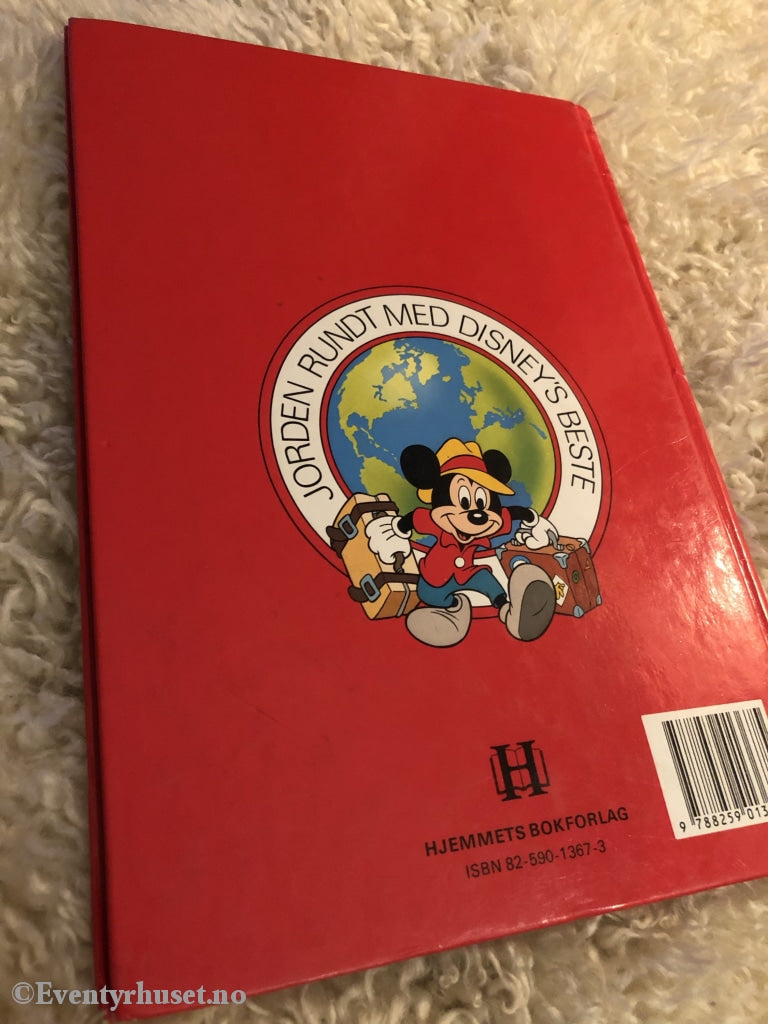 JORDEN RUNDT MED DISNEY'S BESTE
H
HJEMMETS BOKFORLAG
ISBN 82-590-1367-3
9 788259 013
©Eventyrhuset.no